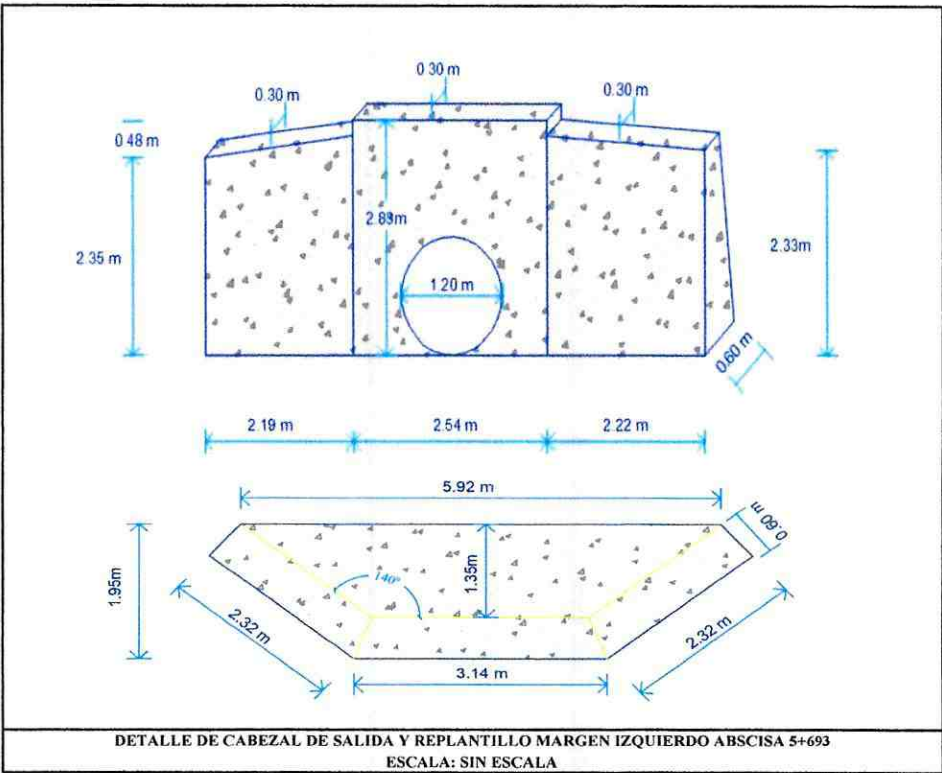 0.30 m
0.30 m
0.30 m
0.48 m
2.83m
2.35 m
2.33m
1.20 m
0.60 m
2.19 m
2.54 m
2.22 m
5.92 m
0.60 m
1.95m
1.35m
140°
2.32 m
2.32 m
3.14 m
DETALLE DE CABEZAL DE SALIDA Y REPLANTILLO MARGEN IZQUIERDO ABSCISA 5+693
ESCALA: SIN ESCALA